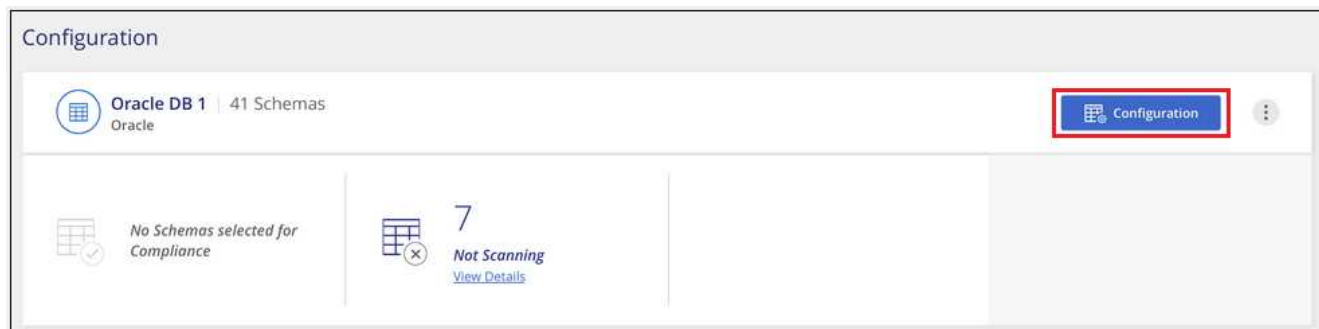 Configuration
Oracle DB 1 | 41 Schemas
Oracle
Configuration
No Schemas selected for
Compliance
7
Not Scanning
View Details